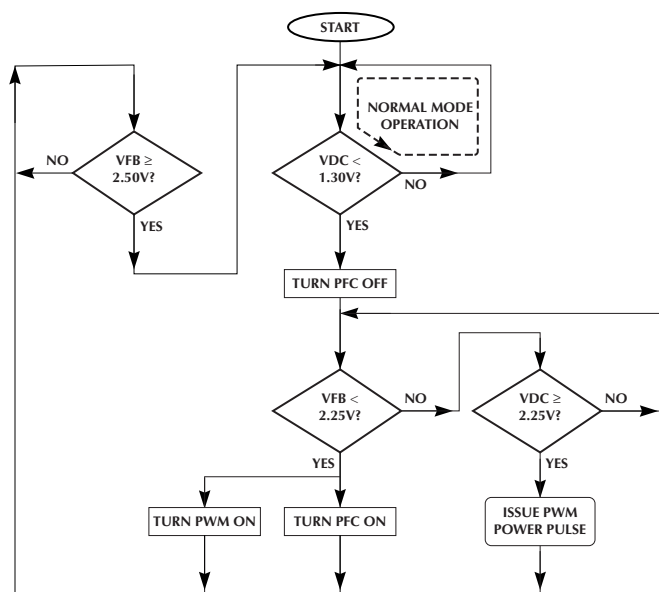 START
NORMAL MODE
OPERATION
NO
VFB ≥
2.50V?
VDC <
1.30V?
NO
YES
YES
TURN PFC OFF
VFB <
2.25V?
NO
VDC ≥
2.25V?
NO
YES
YES
TURN PWM ON
TURN PFC ON
ISSUE PWM
POWER PULSE